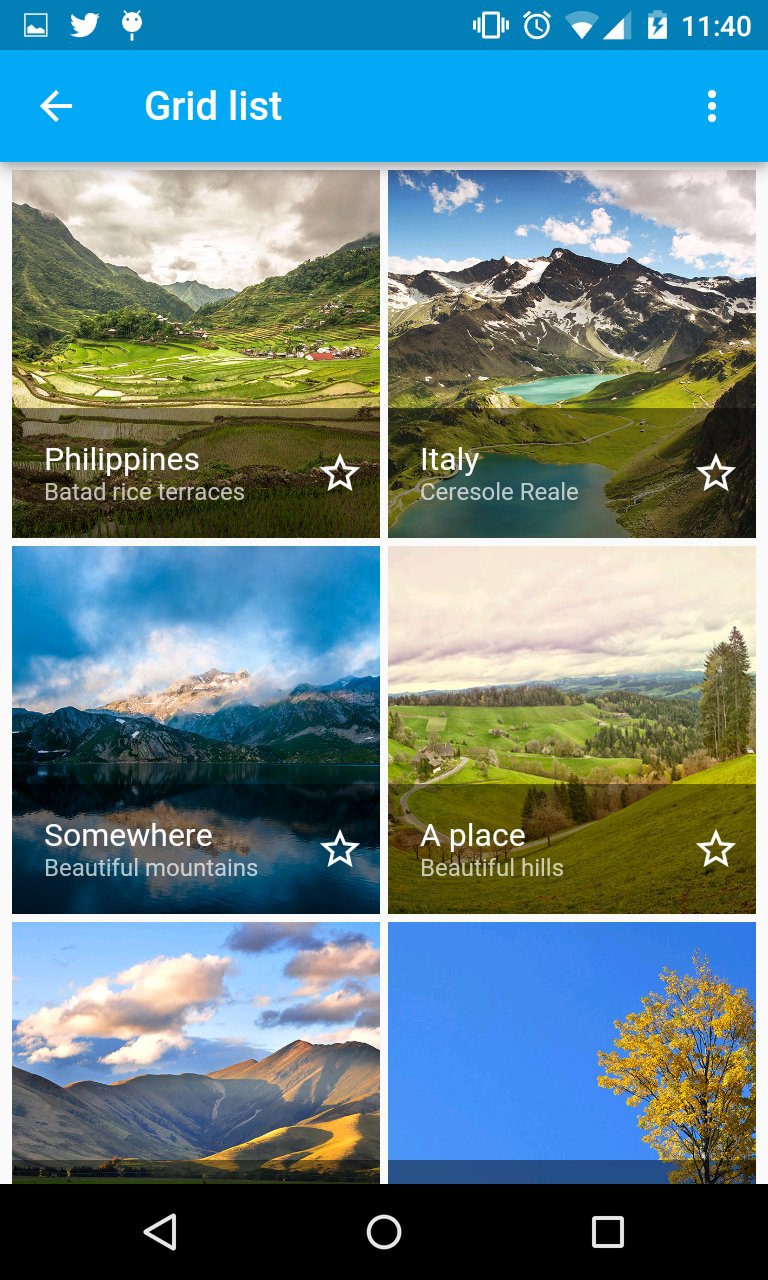 11:40
Grid list
Philippines
Batad rice terraces
Italy
Ceresole Reale
Somewhere
Beautiful mountains
A place
Beautiful hills